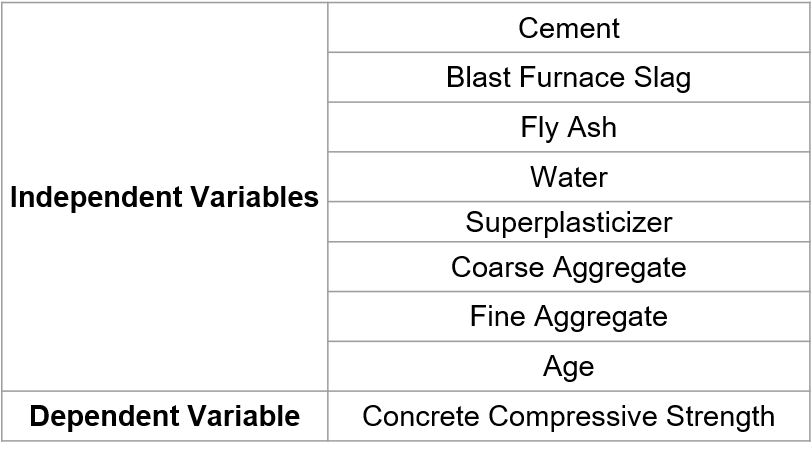 Independent Variables
Cement
Blast Furnace Slag
Fly Ash
Water
Superplasticizer
Coarse Aggregate
Fine Aggregate
Age
Dependent Variable
Concrete Compressive Strength